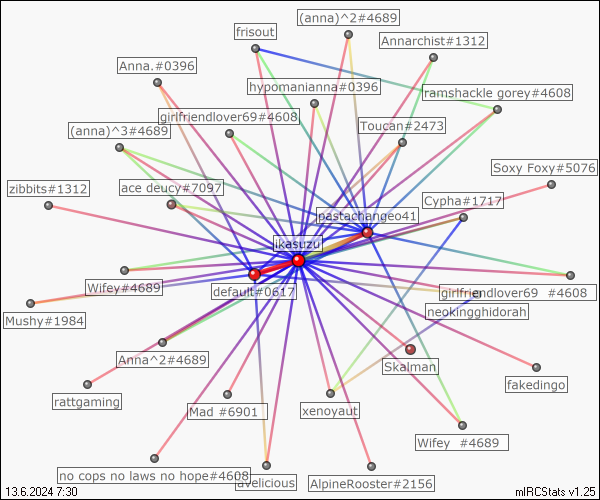 (anna)^2#4689
frisout
Annarchist#1312
Anna.#0396
hypomanianna#0396
ramshackle gorey#4608
girlfriendlover69#4608
(anna)^3#4689
Toucan#2473
Soxy Foxy#5076
zibbits#1312
ace deucy#7097
Cypha#1717
pastachangeo41
ikasuzu
Wifey#4689
default#0617
girlfriendlover69 #4608
neokingghidorah
Mushy#1984
Anna^2#4689
Skalman
fakedingo
rattgaming
Mad #6901
xenoyaut
Wifey #4689
no cops no laws no hope#4608
avelicious
AlpineRooster#2156
13.6.2024 7:30
mIRCStats v1.25